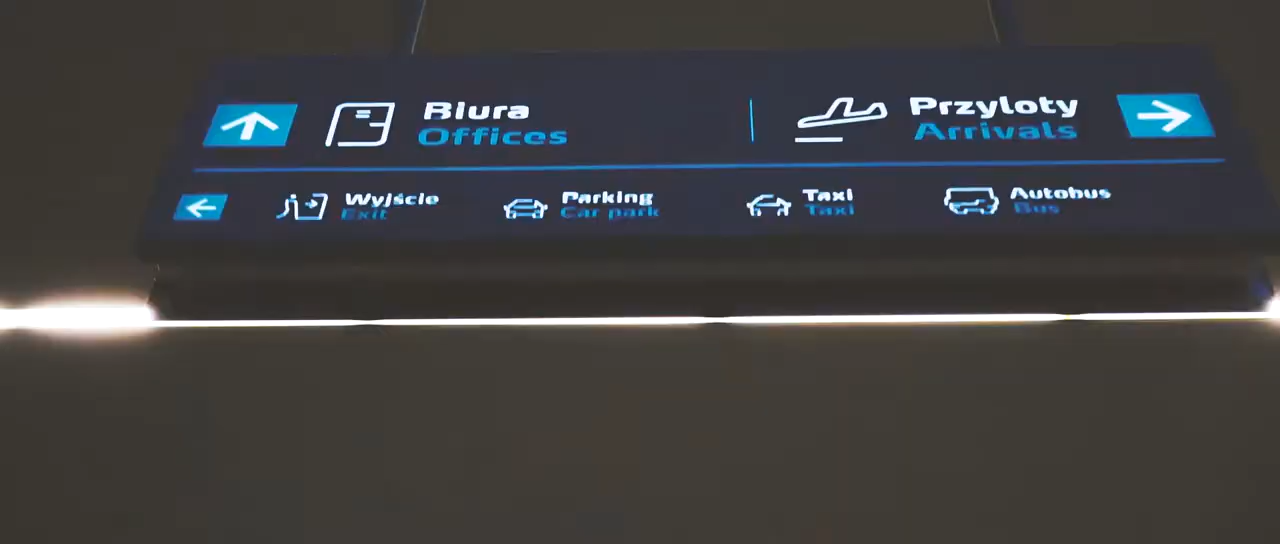 Biura
Offices
Przyloty
Arrivals
Wyjście
Exit
Parking
Car park
Taxi
Taxi
Autobus
Bus